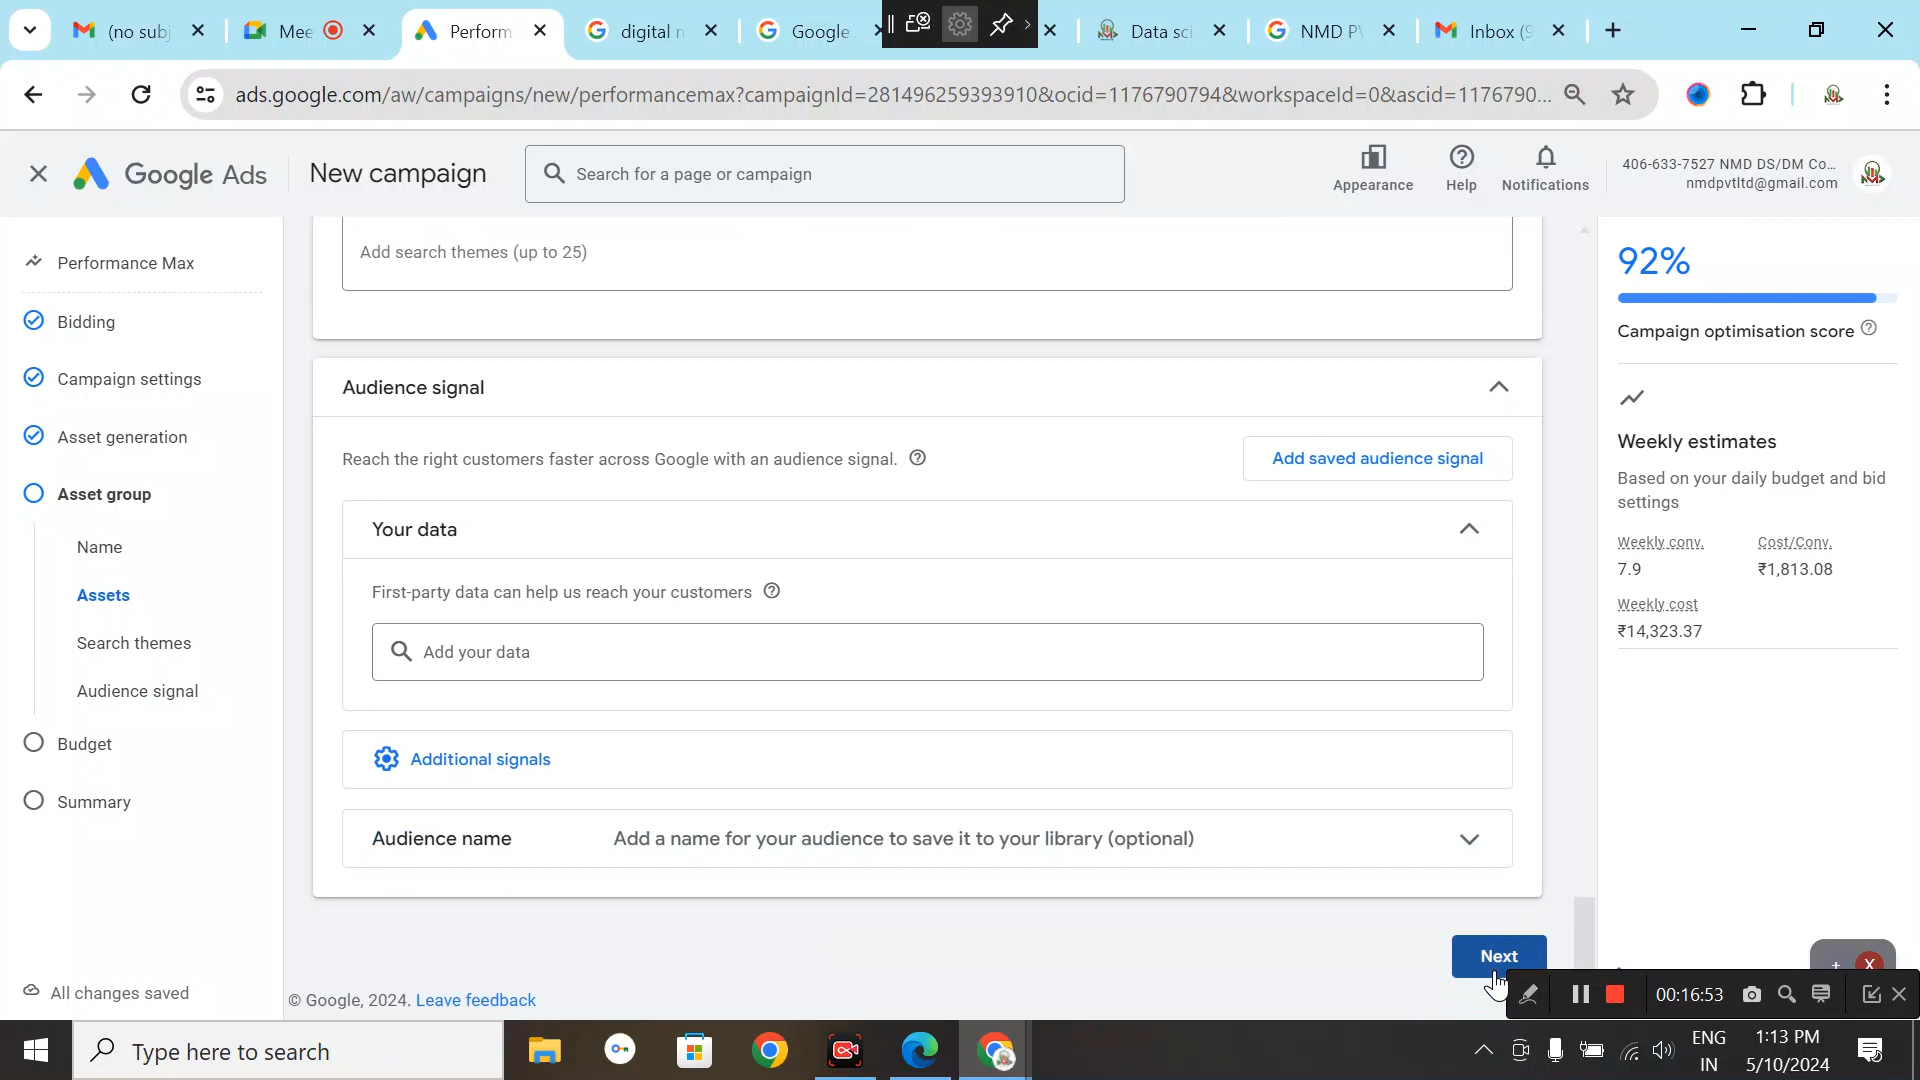 (no subj
Mee
Perform
digital n
Google
Data sci
NMD P
Inbox (9
ads.google.com/aw/campaigns/new/performancemax?campaignId=281496259393910&ocid=1176790794&workspaceId=0&ascid=1176790...
Google Ads
New campaign
Search for a page or campaign
Appearance
Help
Notifications
406-633-7527 NMD DS/DM Co...
nmdpvtltd@gmail.com
Performance Max
Bidding
Campaign settings
Asset generation
Asset group
Name
Assets
Search themes
Audience signal
Budget
Summary
All changes saved
Add search themes (up to 25)
Audience signal
Reach the right customers faster across Google with an audience signal.
Add saved audience signal
Your data
First-party data can help us reach your customers
Add your data
Additional signals
Audience name
Add a name for your audience to save it to your library (optional)
Next
© Google, 2024. Leave feedback
92%
Campaign optimisation score
Weekly estimates
Based on your daily budget and bid
settings
Weekly conv.
Cost/Conv.
7.9
₹1,813.08
Weekly cost
₹14,323.37
00:16:53
Type here to search
ENG
IN
1:13 PM
5/10/2024